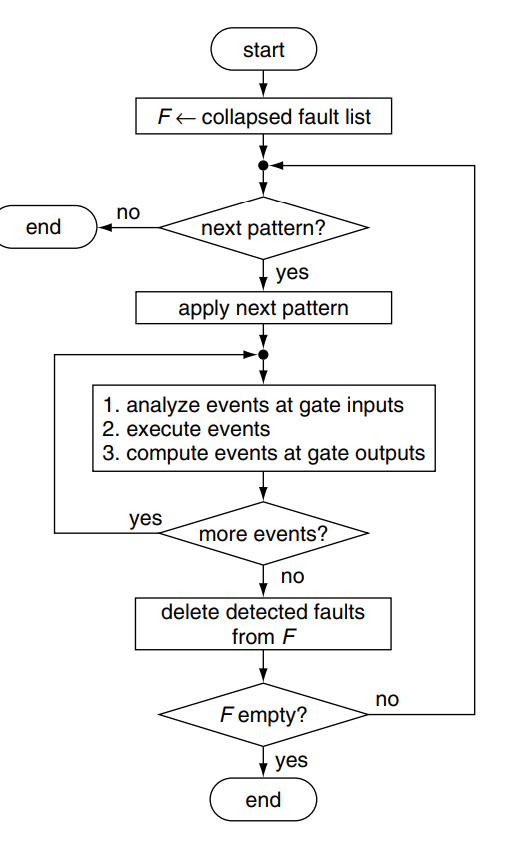 start
F ← collapsed fault list
no
end
next pattern?
yes
apply next pattern
1. analyze events at gate inputs
2. execute events
3. compute events at gate outputs
yes
more events?
no
delete detected faults
from F
no
F empty?
yes
end